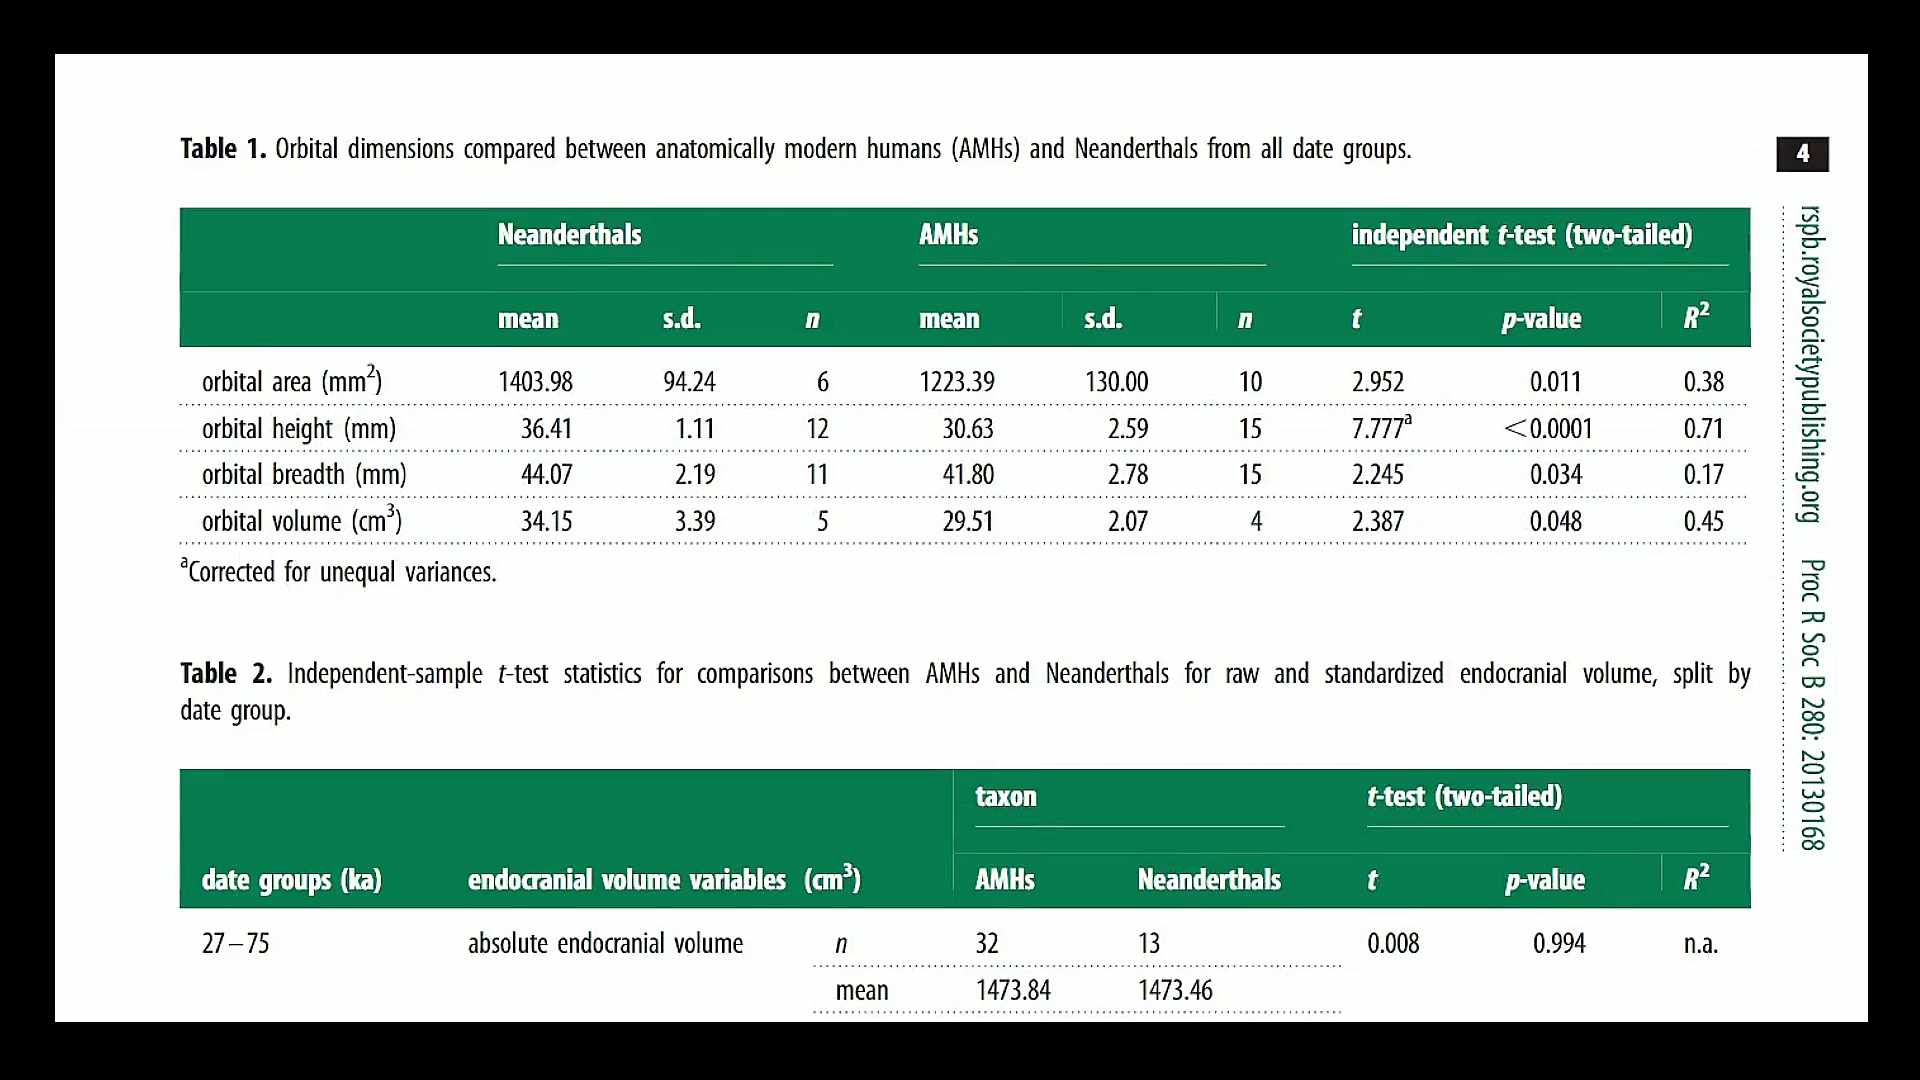 Table 1. Orbital dimensions compared between anatomically modern humans (AMHs) and Neanderthals from all date groups.
4
Neanderthals AMHs independent t-test (two-tailed)
mean s.d. n mean s.d. n t p-value R²
orbital area (mm²) 1403.98 94.24 6 1223.39 130.00 10 2.952 0.011 0.38
orbital height (mm) 36.41 1.11 12 30.63 2.59 15 7.777ᵃ <0.0001 0.71
orbital breadth (mm) 44.07 2.19 11 41.80 2.78 15 2.245 0.034 0.17
orbital volume (cm³) 34.15 3.39 5 29.51 2.07 4 2.387 0.048 0.45
ᵃCorrected for unequal variances.
Table 2. Independent-sample t-test statistics for comparisons between AMHs and Neanderthals for raw and standardized endocranial volume, split by
date group.
taxon t-test (two-tailed)
date groups (ka) endocranial volume variables (cm³) AMHs Neanderthals t p-value R²
27–75 absolute endocranial volume n 32 13 0.008 0.994 n.a.
mean 1473.84 1473.46
rspb.royalsocietypublishing.org Proc R Soc B 280: 20130168